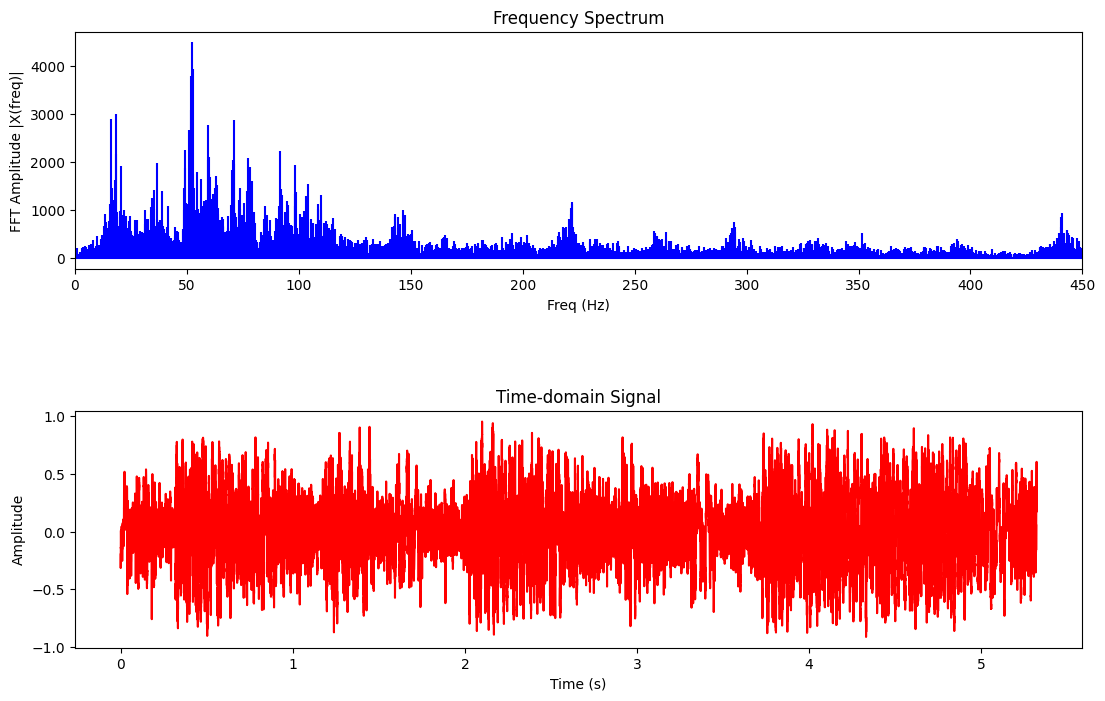 Frequency Spectrum
FFT Amplitude |X(freq)|
4000
3000
2000
1000
0
0 50 100 150 200 250 300 350 400 450
Freq (Hz)
Time-domain Signal
Amplitude
1.0
0.5
0.0
−0.5
−1.0
0 1 2 3 4 5
Time (s)